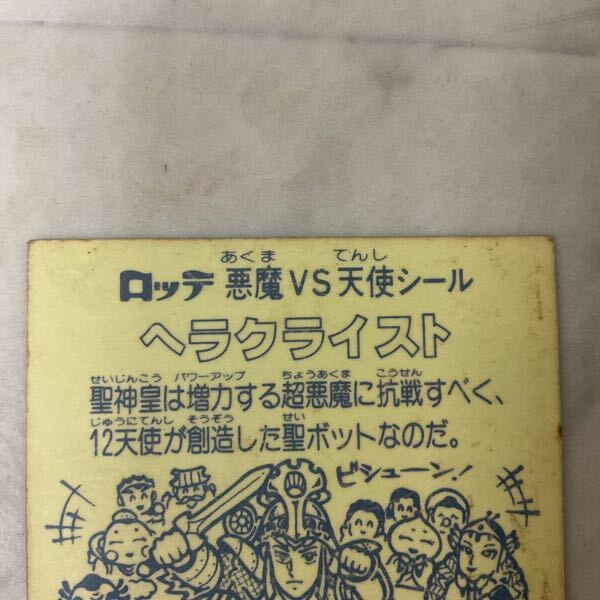 あくま てんし
ロッテ 悪魔VS天使シール
ヘラクライスト
せいじんこう パワーアップ ちょうあくま こうせん
聖神皇は増力する超悪魔に抗戦すべく、
じゅうにてんし そうぞう せい
12天使が創造した聖ボットなのだ。
ビシューン!